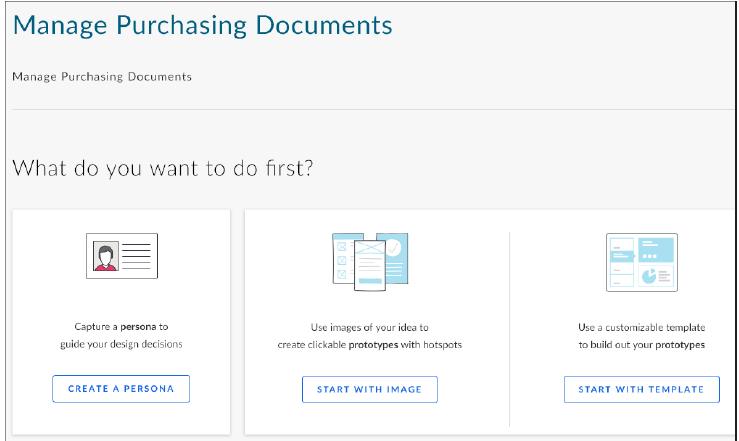 Manage Purchasing Documents
Manage Purchasing Documents
What do you want to do first?
Capture a persona to
guide your design decisions
CREATE A PERSONA
Use images of your idea to
create clickable prototypes with hotspots
START WITH IMAGE
Use a customizable template
to build out your prototypes
START WITH TEMPLATE